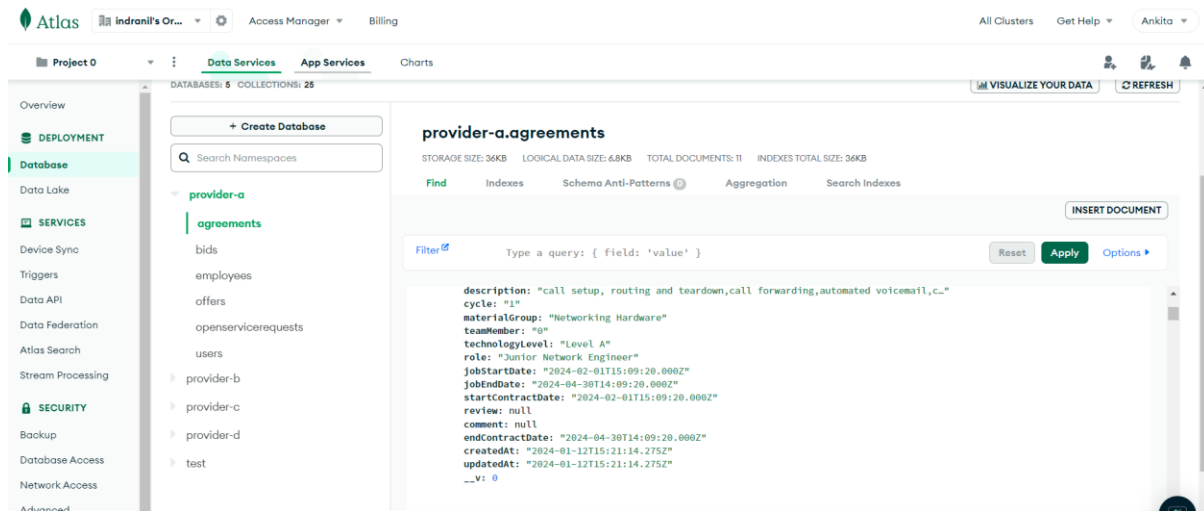 Atlas
indranil's Or...
Access Manager
Billing
All Clusters
Get Help
Ankita
Project 0
Data Services
App Services
Charts
DATABASES: 5 COLLECTIONS: 25
VISUALIZE YOUR DATA
REFRESH
Overview
DEPLOYMENT
Database
Data Lake
SERVICES
Device Sync
Triggers
Data API
Data Federation
Atlas Search
Stream Processing
SECURITY
Backup
Database Access
Network Access
Advanced
+ Create Database
Search Namespaces
provider-a
agreements
bids
employees
offers
openservicerequests
users
provider-b
provider-c
provider-d
test
provider-a.agreements
STORAGE SIZE: 36KB LOGICAL DATA SIZE: 6.8KB TOTAL DOCUMENTS: 11 INDEXES TOTAL SIZE: 36KB
Find
Indexes
Schema Anti-Patterns 0
Aggregation
Search Indexes
INSERT DOCUMENT
Filter
Type a query: { field: 'value' }
Reset
Apply
Options
description: "call setup, routing and teardown,call forwarding,automated voicemail,c…"
cycle: "1"
materialGroup: "Networking Hardware"
teamMember: "0"
technologyLevel: "Level A"
role: "Junior Network Engineer"
jobStartDate: "2024-02-01T15:09:20.000Z"
jobEndDate: "2024-04-30T14:09:20.000Z"
startContractDate: "2024-02-01T15:09:20.000Z"
review: null
comment: null
endContractDate: "2024-04-30T14:09:20.000Z"
createdAt: "2024-01-12T15:21:14.275Z"
updatedAt: "2024-01-12T15:21:14.275Z"
__v: 0